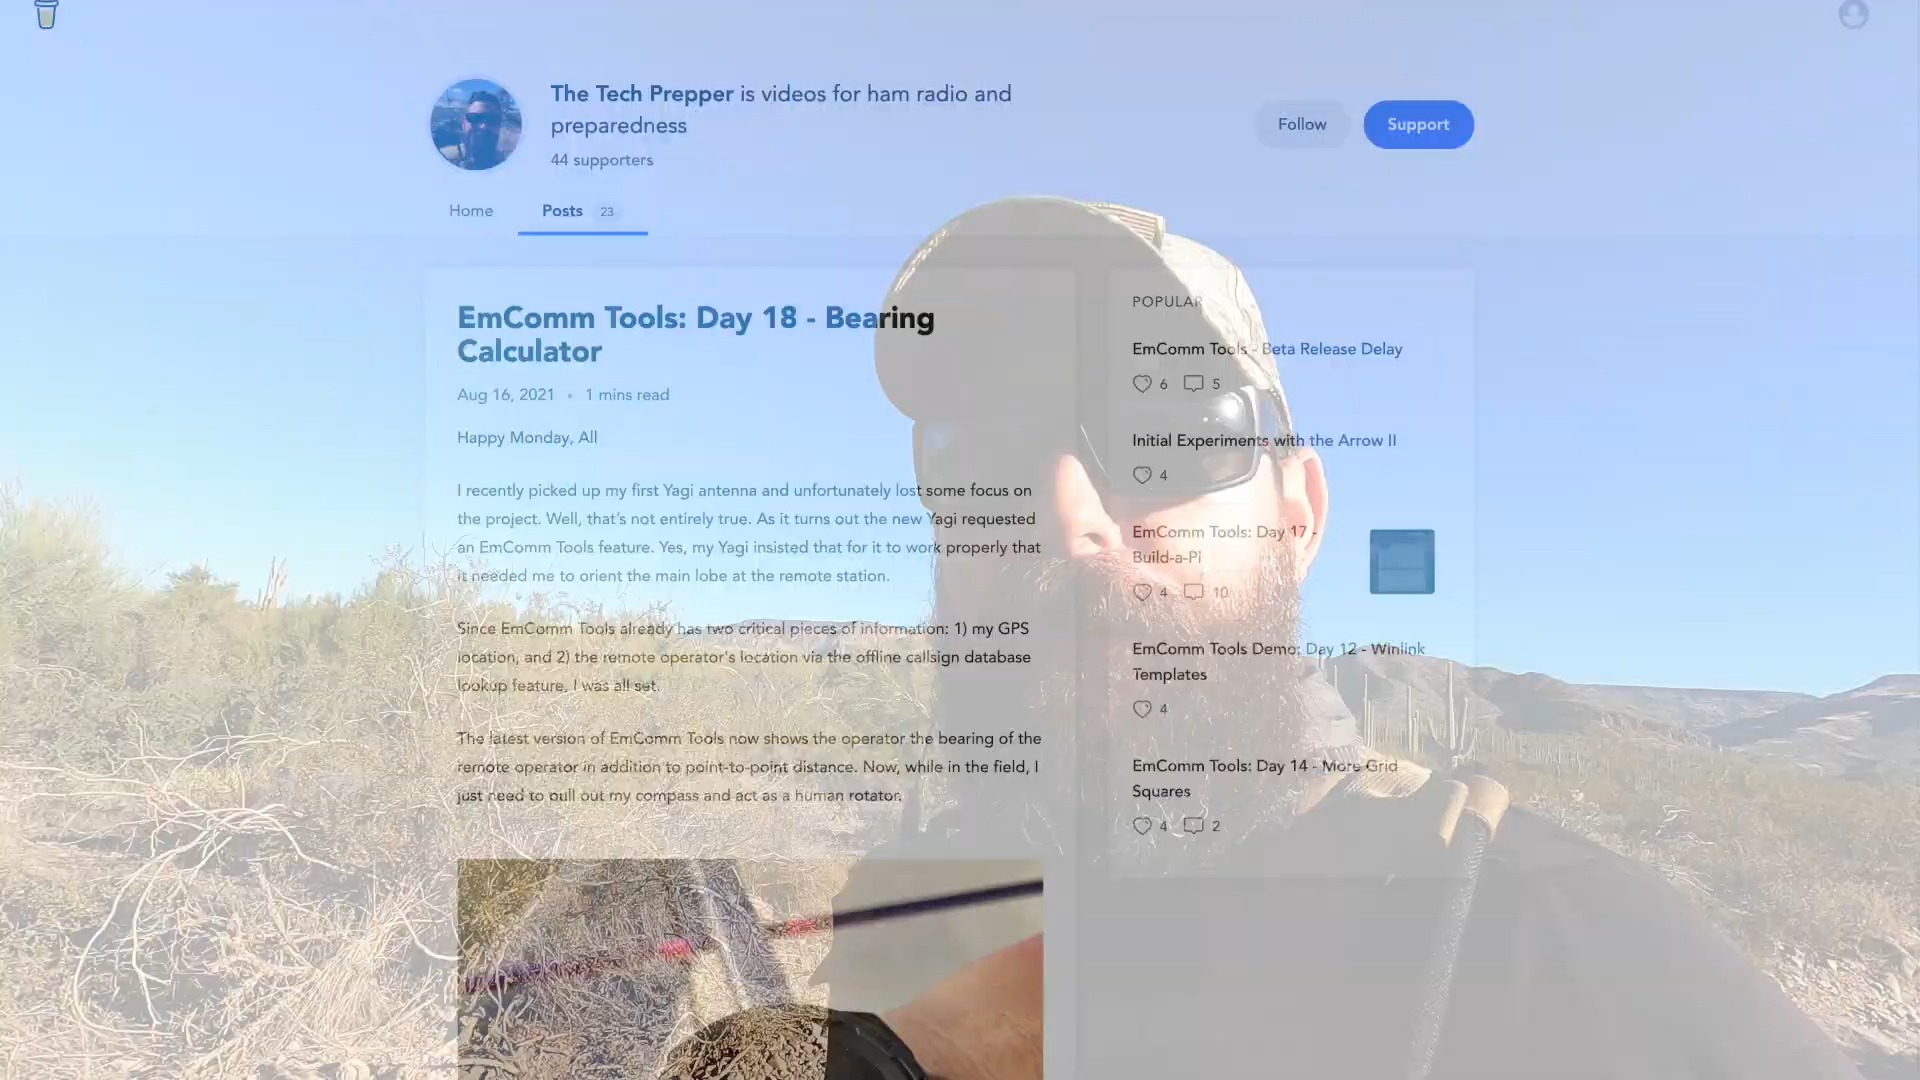 The Tech Prepper is videos for ham radio and
preparedness
44 supporters
Follow
Support
Home
Posts 23
EmComm Tools: Day 18 - Bearing
Calculator
Aug 16, 2021 • 1 mins read
Happy Monday, All
I recently picked up my first Yagi antenna and unfortunately lost some focus on
the project. Well, that's not entirely true. As it turns out the new Yagi requested
an EmComm Tools feature. Yes, my Yagi insisted that for it to work properly that
it needed me to orient the main lobe at the remote station.
Since EmComm Tools already has two critical pieces of information: 1) my GPS
location, and 2) the remote operator's location via the offline callsign database
lookup feature, I was all set.
The latest version of EmComm Tools now shows the operator the bearing of the
remote operator in addition to point-to-point distance. Now, while in the field, I
just need to pull out my compass and act as a human rotator.
POPULAR
EmComm Tools - Beta Release Delay
6 5
Initial Experiments with the Arrow II
4
EmComm Tools: Day 17 -
Build-a-Pi
4 10
EmComm Tools Demo: Day 12 - Winlink
Templates
4
EmComm Tools: Day 14 - More Grid
Squares
4 2